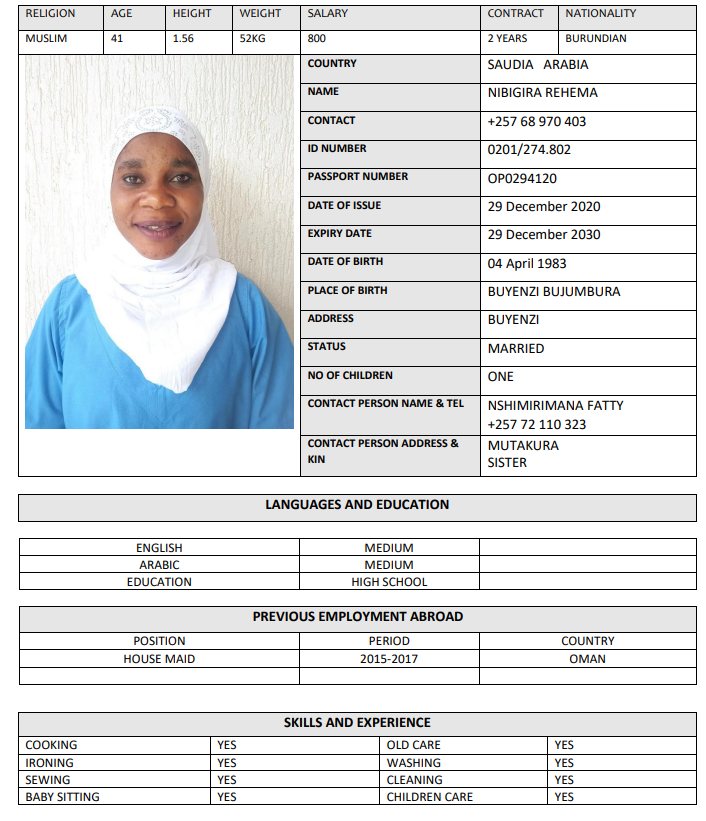 RELIGION AGE HEIGHT WEIGHT SALARY CONTRACT NATIONALITY
MUSLIM 41 1.56 52KG 800 2 YEARS BURUNDIAN
COUNTRY SAUDIA ARABIA
NAME NIBIGIRA REHEMA
CONTACT +257 68 970 403
ID NUMBER 0201/274.802
PASSPORT NUMBER OP0294120
DATE OF ISSUE 29 December 2020
EXPIRY DATE 29 December 2030
DATE OF BIRTH 04 April 1983
PLACE OF BIRTH BUYENZI BUJUMBURA
ADDRESS BUYENZI
STATUS MARRIED
NO OF CHILDREN ONE
CONTACT PERSON NAME & TEL NSHIMIRIMANA FATTY
+257 72 110 323
CONTACT PERSON ADDRESS & MUTAKURA
KIN SISTER
LANGUAGES AND EDUCATION
ENGLISH MEDIUM
ARABIC MEDIUM
EDUCATION HIGH SCHOOL
PREVIOUS EMPLOYMENT ABROAD
POSITION PERIOD COUNTRY
HOUSE MAID 2015-2017 OMAN
SKILLS AND EXPERIENCE
COOKING YES OLD CARE YES
IRONING YES WASHING YES
SEWING YES CLEANING YES
BABY SITTING YES CHILDREN CARE YES